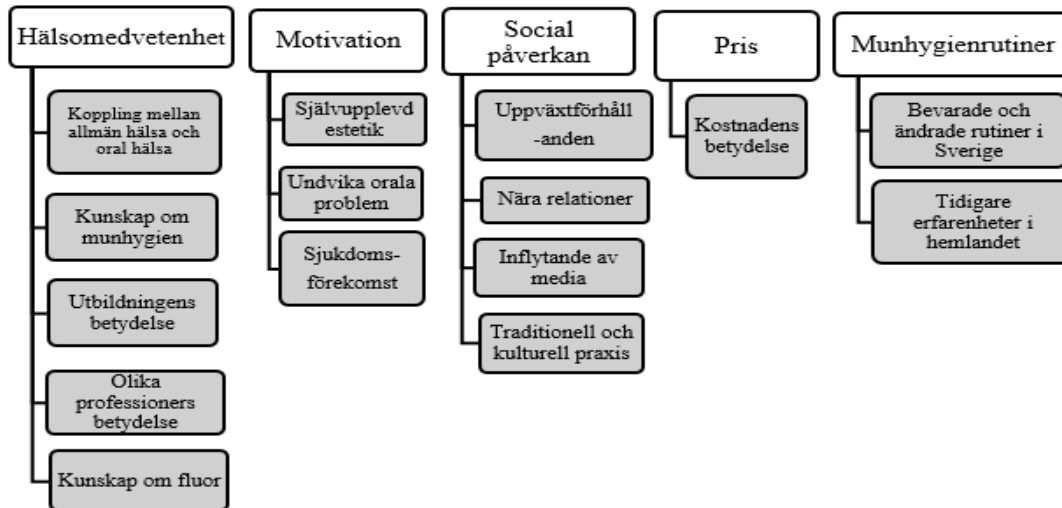 Hälsomedvetenhet
Koppling mellan
allmän hälsa och
oral hälsa
Kunskap om
munhygien
Utbildningens
betydelse
Olika
professioners
betydelse
Kunskap om fluor
Motivation
Självupplevd
estetik
Undvika orala
problem
Sjukdoms-
förekomst
Social
påverkan
Uppväxtförhåll
-anden
Nära relationer
Inflytande av
media
Traditionell och
kulturell praxis
Pris
Kostnadens
betydelse
Munhygienrutiner
Bevarade och
ändrade rutiner i
Sverige
Tidigare
erfarenheter i
hemlandet